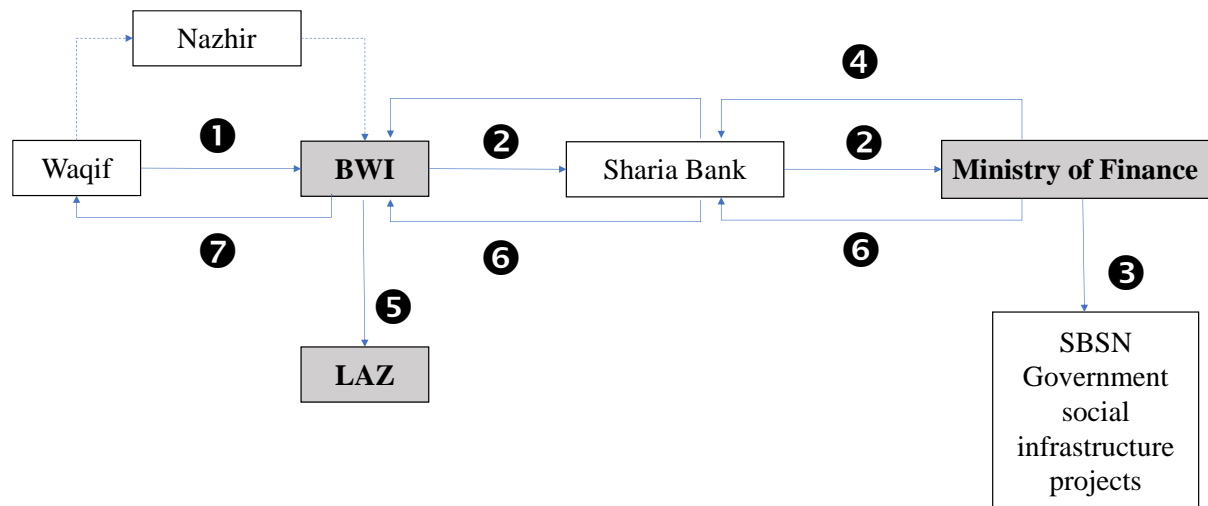 Nazhir
❹
❶
❷
❷
Waqif
BWI
Sharia Bank
Ministry of Finance
❼
❻
❻
❸
❺
LAZ
SBSN
Government
social
infrastructure
projects